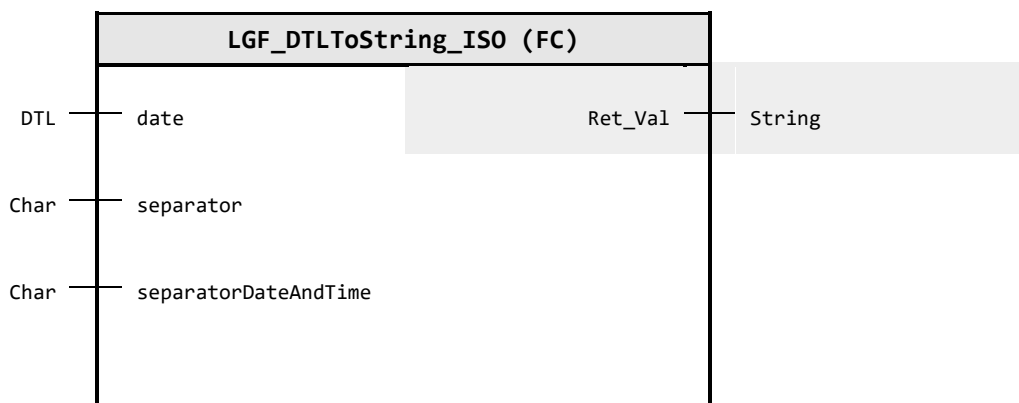 LGF_DTLToString_ISO (FC)
DTL date Ret_Val String
Char separator
Char separatorDateAndTime